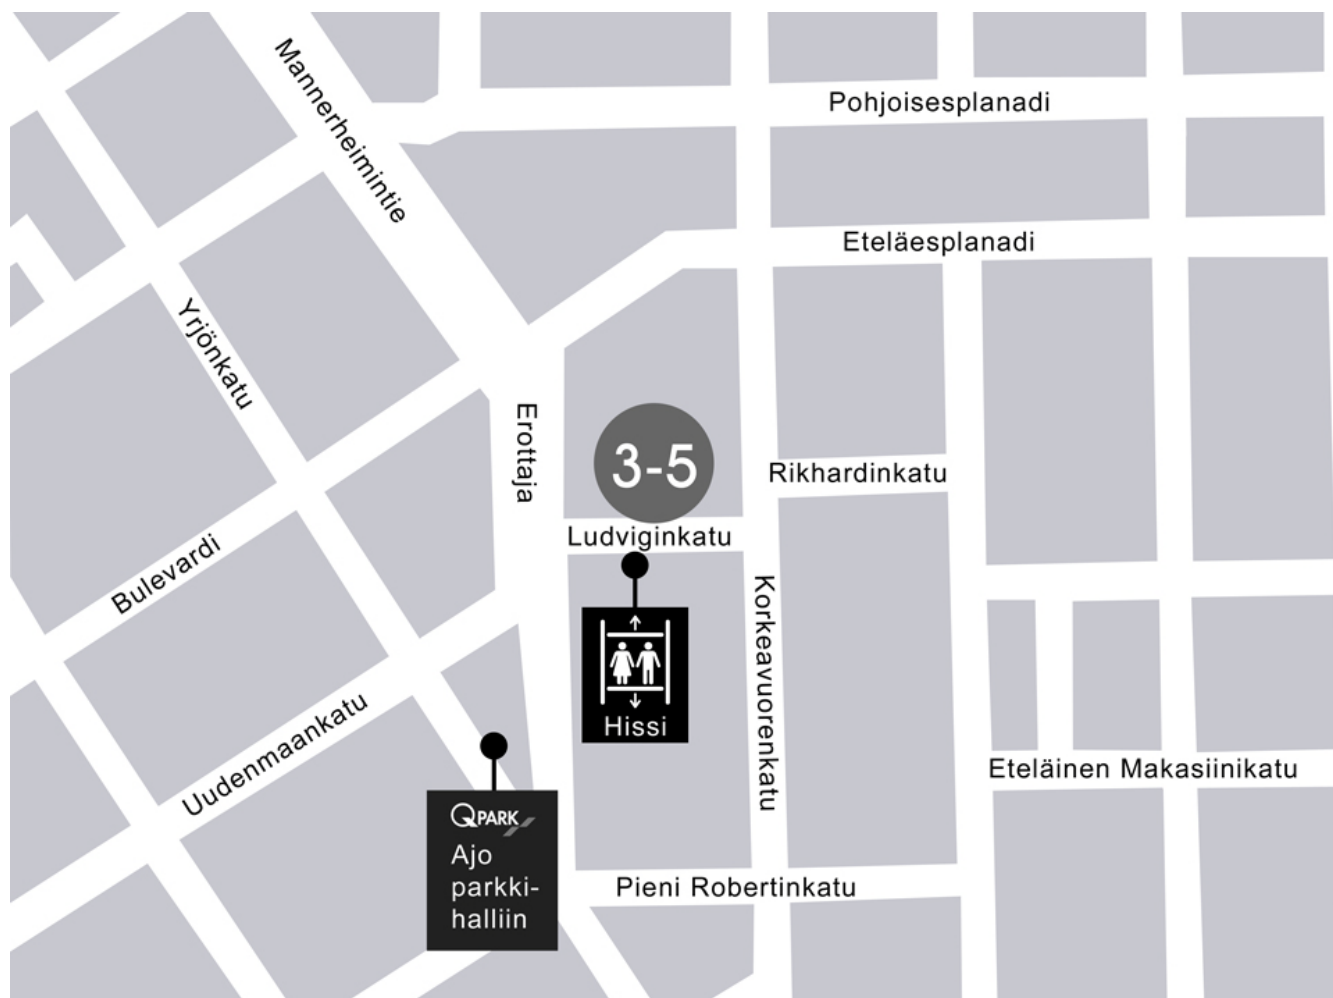 Mannerheimintie
Pohjoisesplanadi
Eteläesplanadi
Yrjönkatu
Erottaja
3-5
Rikhardinkatu
Ludviginkatu
Bulevardi
Korkeavuorenkatu
Hissi
Uudenmaankatu
Eteläinen Makasiinikatu
QPARK
Ajo
parkki-
halliin
Pieni Robertinkatu